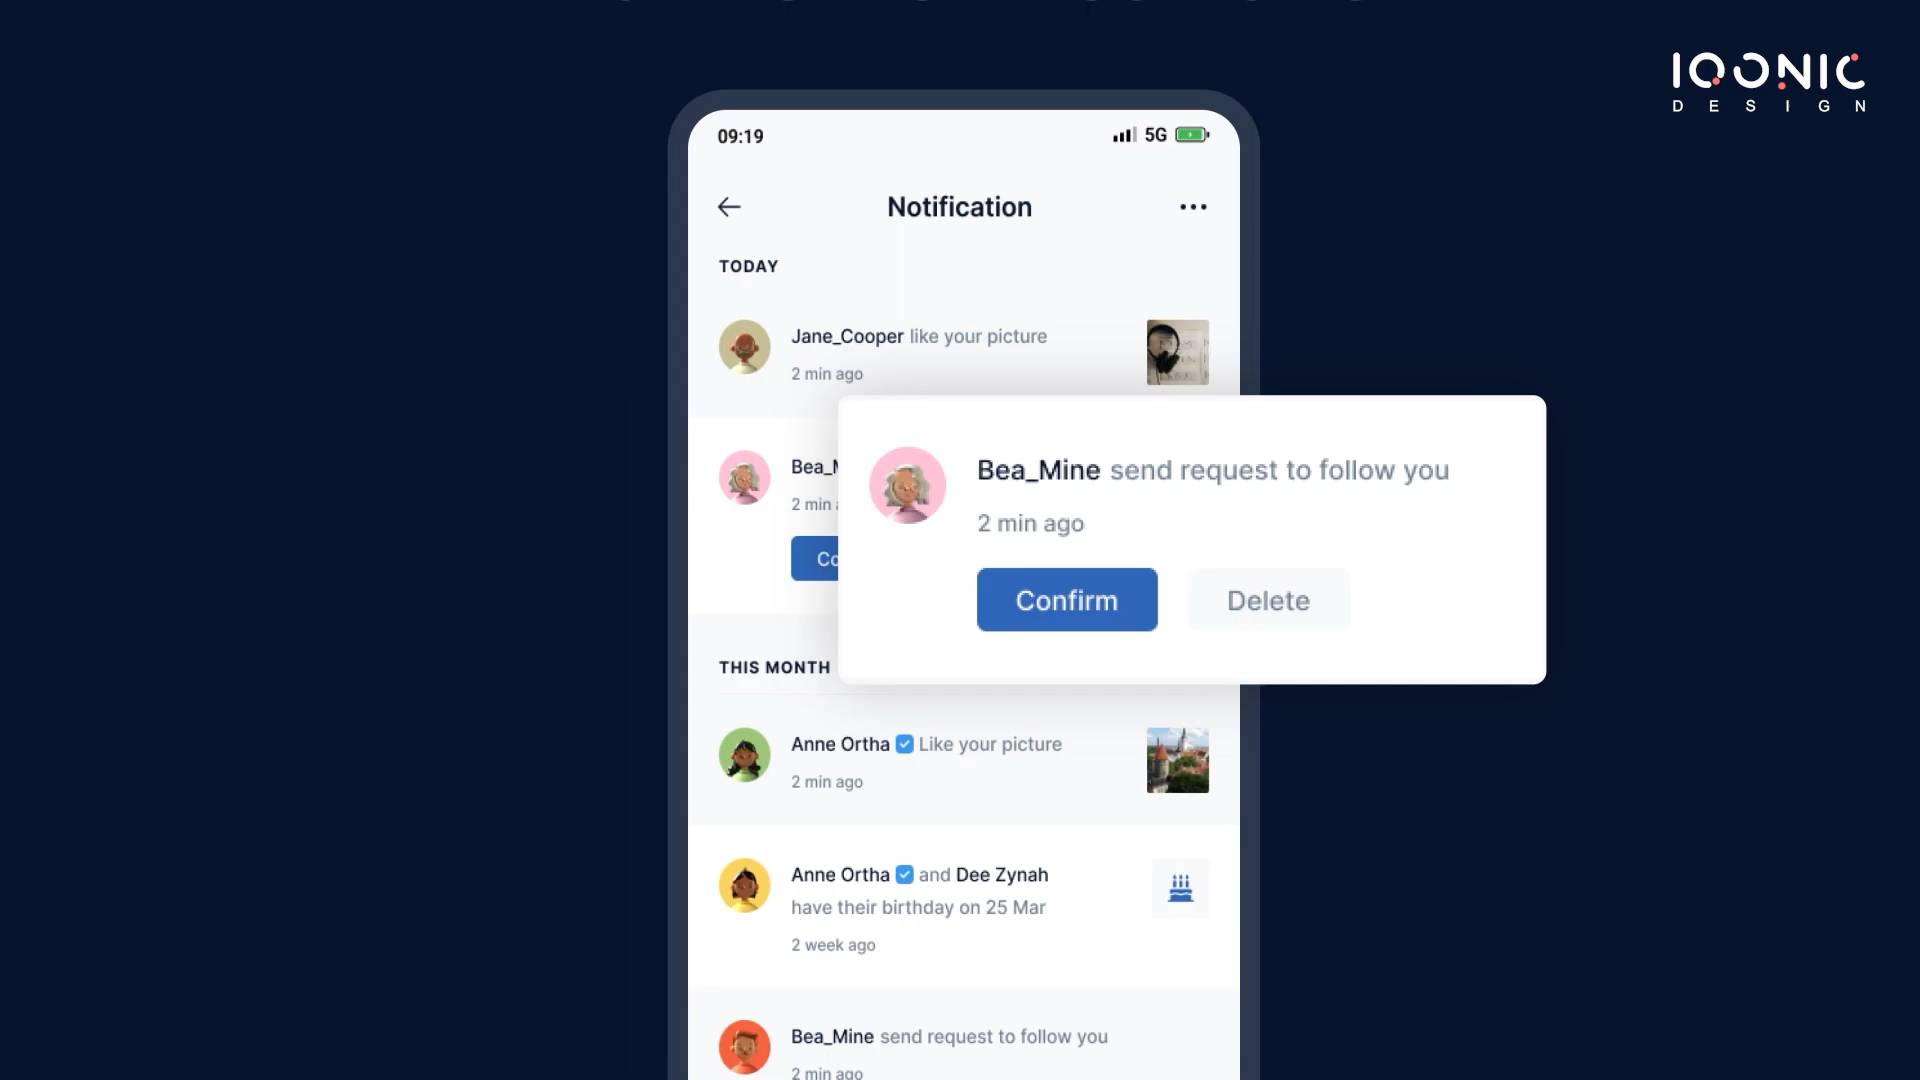 IQONIC
DESIGN
09:19
5G
Notification
TODAY
Jane_Cooper like your picture
2 min ago
Bea_
2 min
Co
Bea_Mine send request to follow you
2 min ago
Confirm
Delete
THIS MONTH
Anne Ortha Like your picture
2 min ago
Anne Ortha and Dee Zynah
have their birthday on 25 Mar
2 week ago
Bea_Mine send request to follow you
2 min ago